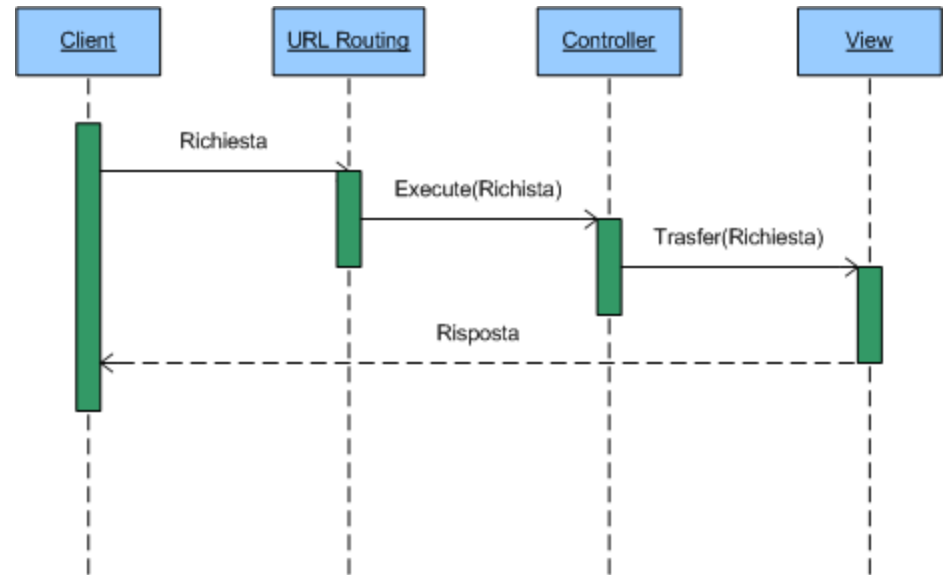 Client
URL Routing
Controller
View
Richiesta
Execute(Richista)
Trasfer(Richiesta)
Risposta